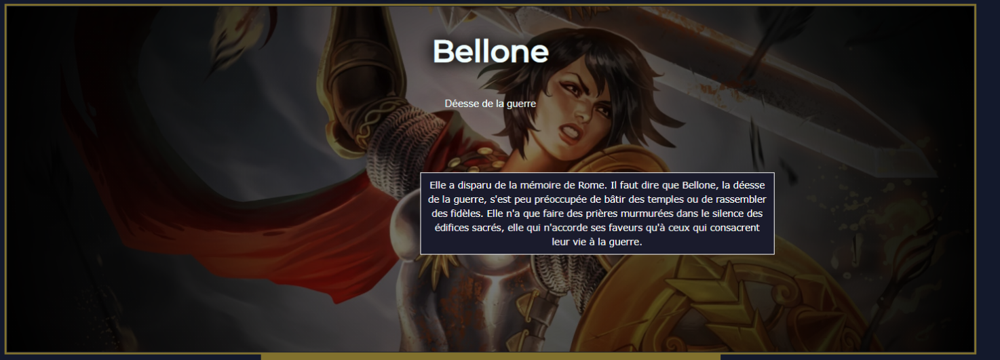 Bellone
Déesse de la guerre
Elle a disparu de la mémoire de Rome. Il faut dire que Bellone, la déesse
de la guerre, s'est peu préoccupée de bâtir des temples ou de rassembler
des fidèles. Elle n'a que faire des prières murmurées dans le silence des
édifices sacrés, elle qui n'accorde ses faveurs qu'à ceux qui consacrent
leur vie à la guerre.